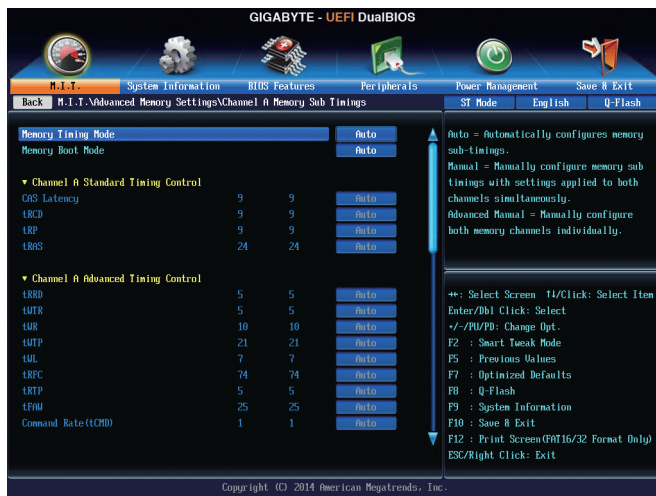 GIGABYTE - UEFI DualBIOS
M.I.T. System Information BIOS Features Peripherals Power Management Save & Exit
Back M.I.T.\Advanced Memory Settings\Channel A Memory Sub Timings ST Mode English Q-Flash
Memory Timing Mode Auto
Memory Boot Mode Auto
▼ Channel A Standard Timing Control
CAS Latency 9 9 Auto
tRCD 9 9 Auto
tRP 9 9 Auto
tRAS 24 24 Auto
▼ Channel A Advanced Timing Control
tRRD 5 5 Auto
tWTR 5 5 Auto
tWR 10 10 Auto
tWTP 21 21 Auto
tWL 7 7 Auto
tRFC 74 74 Auto
tRTP 5 5 Auto
tFAW 25 25 Auto
Command Rate(tCMD) 1 1 Auto
Auto = Automatically configures memory
sub-timings.
Manual = Manually configure memory sub
timings with settings applied to both
channels simultaneously.
Advanced Manual = Manually configure
both memory channels individually.
→←: Select Screen ↑↓/Click: Select Item
Enter/Dbl Click: Select
+/-/PU/PD: Change Opt.
F2 : Smart Tweak Mode
F5 : Previous Values
F7 : Optimized Defaults
F8 : Q-Flash
F9 : System Information
F10 : Save & Exit
F12 : Print Screen(FAT16/32 Format Only)
ESC/Right Click: Exit
Copyright (C) 2014 American Megatrends, Inc.